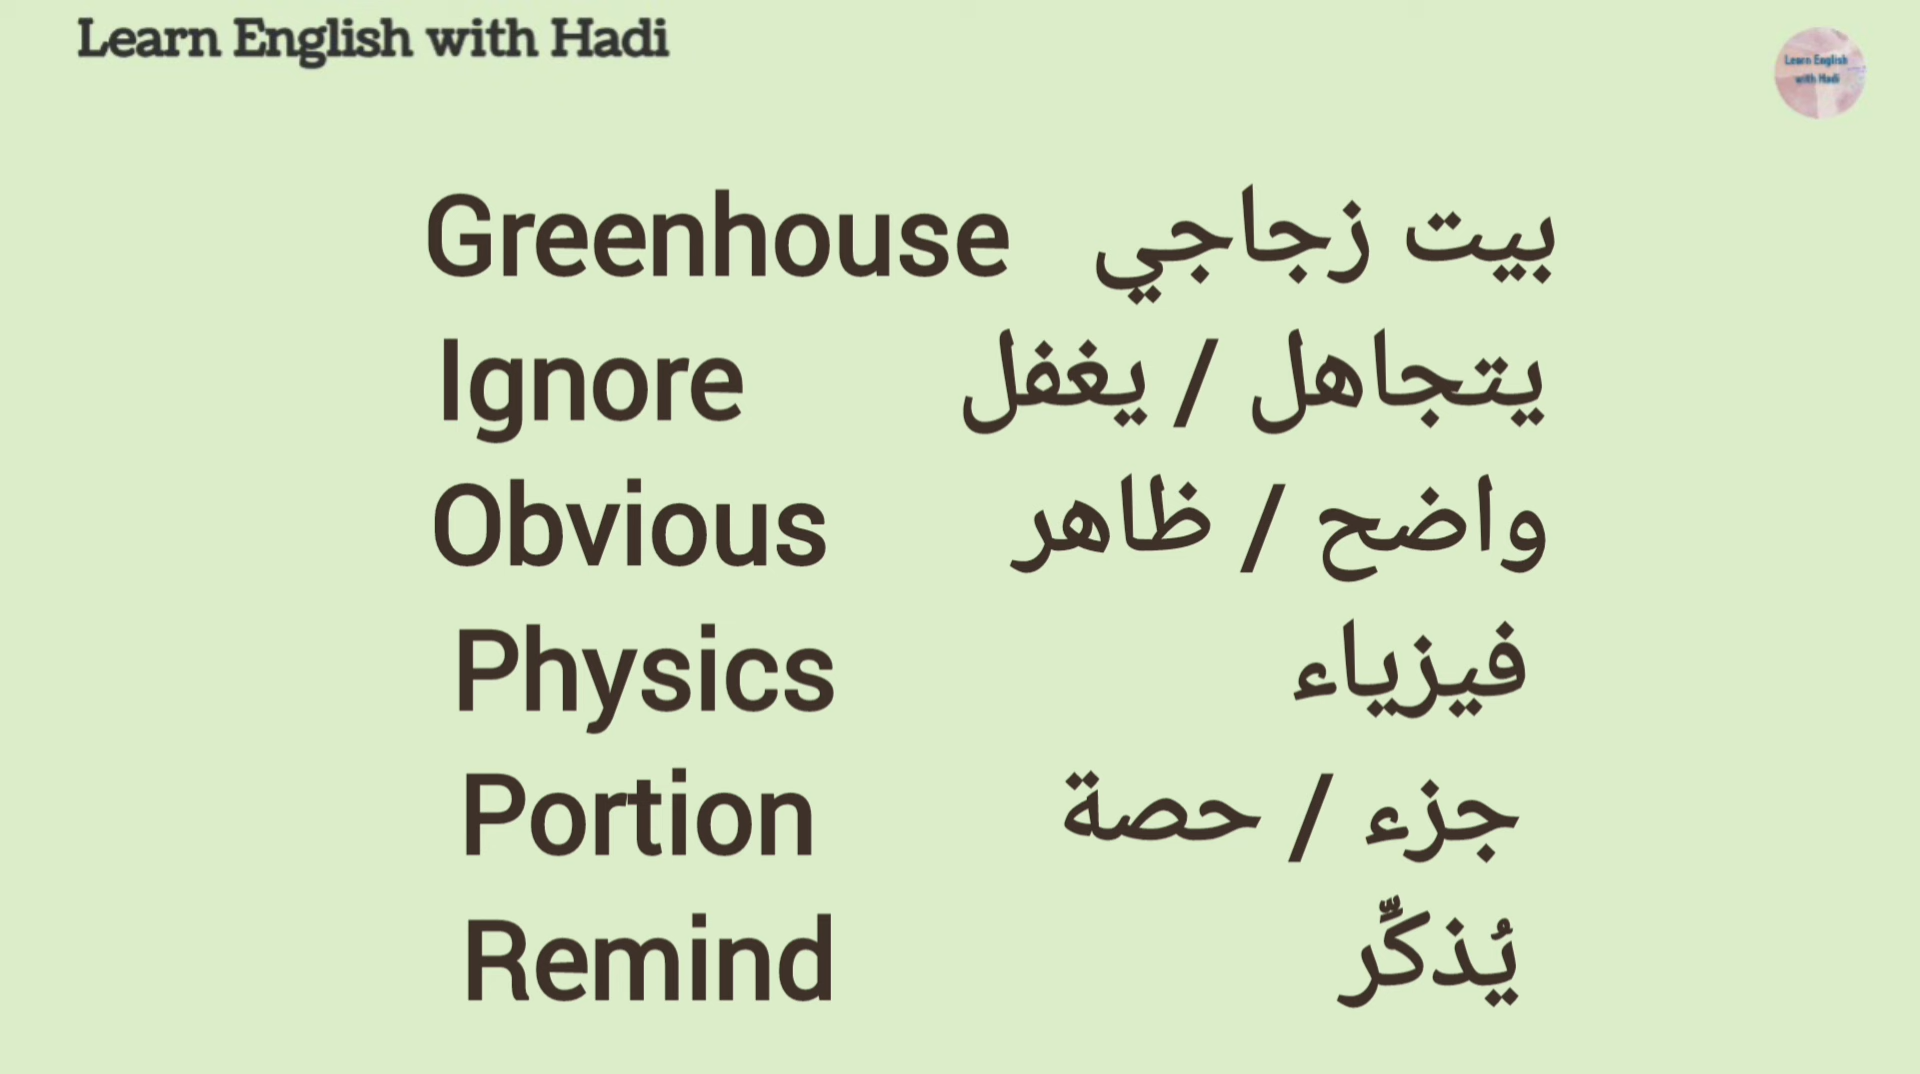 Learn English with Hadi
Learn English
with Hadi
Greenhouse بيت زجاجي
Ignore يتجاهل / يغفل
Obvious واضح / ظاهر
Physics فيزياء
Portion جزء / حصة
Remind يُذكِّر